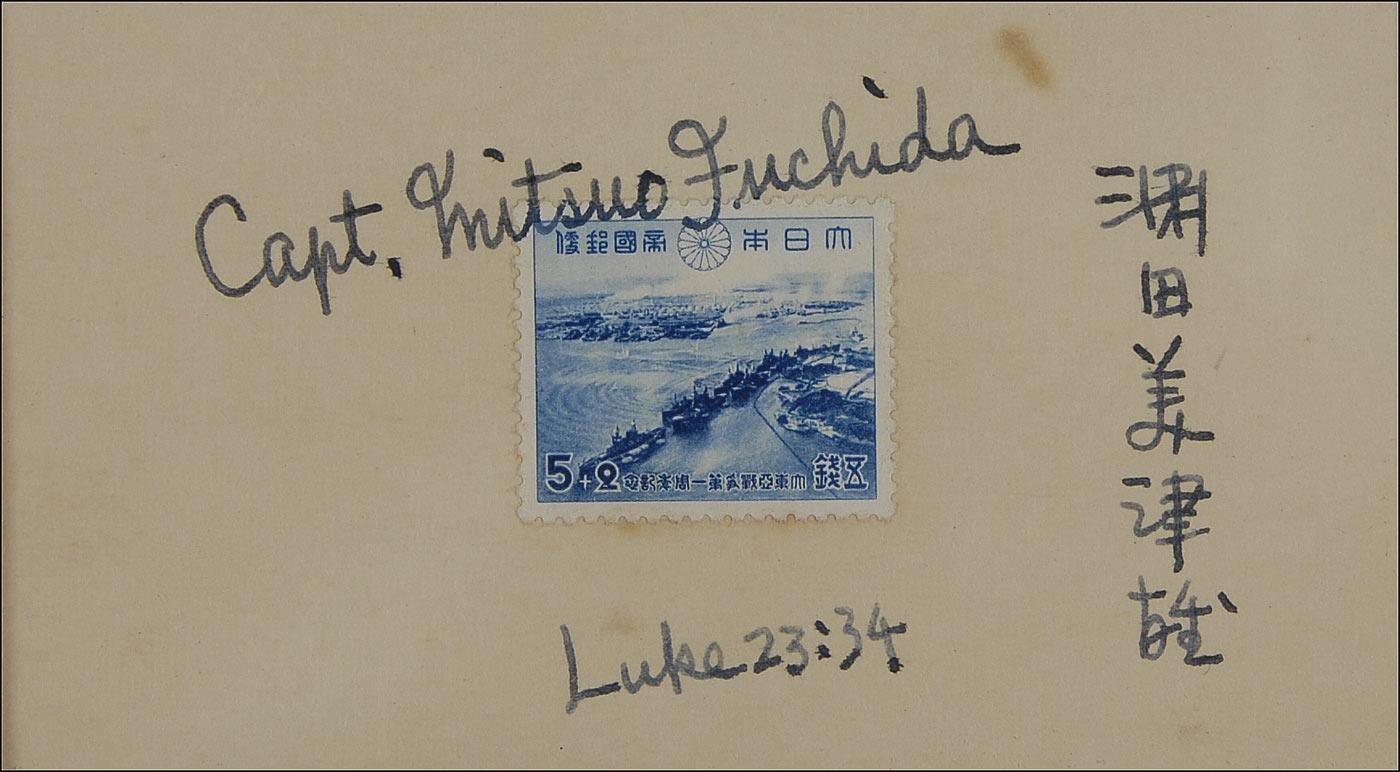 Capt. Mitsuo Fuchida
大日本帝國郵便
五錢 大東亞戰爭第一周年記念 5+2
淵田美津雄
Luke 23:34